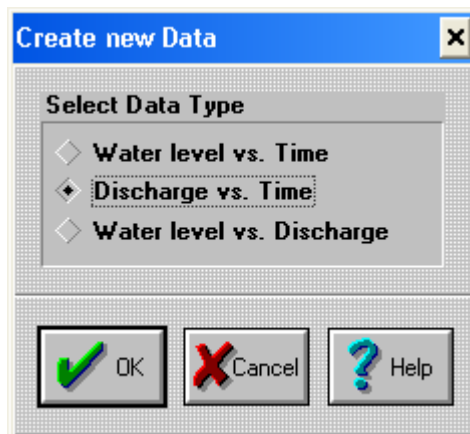 Create new Data
Select Data Type
Water level vs. Time
Discharge vs. Time
Water level vs. Discharge
OK Cancel Help